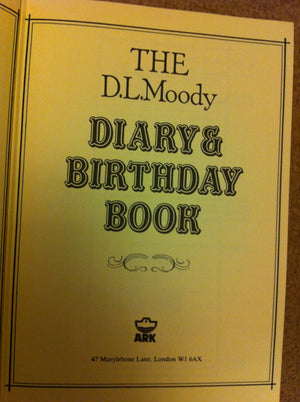 THE
D.L.Moody
DIARY &
BIRTHDAY
BOOK
ARK
47 Marylebone Lane, London W1 6AX